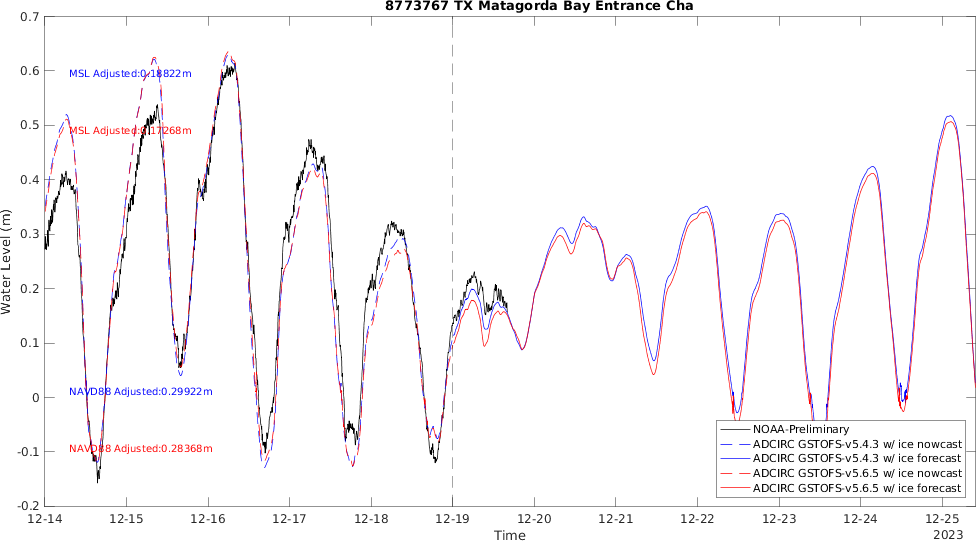 8773767 TX Matagorda Bay Entrance Cha
Water Level (m)
0.7
0.6
0.5
0.4
0.3
0.2
0.1
0
-0.1
-0.2
MSL Adjusted:0.18822m
MSL Adjusted:0.17268m
NAVD88 Adjusted:0.29922m
NAVD88 Adjusted:0.28368m
NOAA-Preliminary
ADCIRC GSTOFS-v5.4.3 w/ ice nowcast
ADCIRC GSTOFS-v5.4.3 w/ ice forecast
ADCIRC GSTOFS-v5.6.5 w/ ice nowcast
ADCIRC GSTOFS-v5.6.5 w/ ice forecast
12-14 12-15 12-16 12-17 12-18 12-19 12-20 12-21 12-22 12-23 12-24 12-25
Time
2023